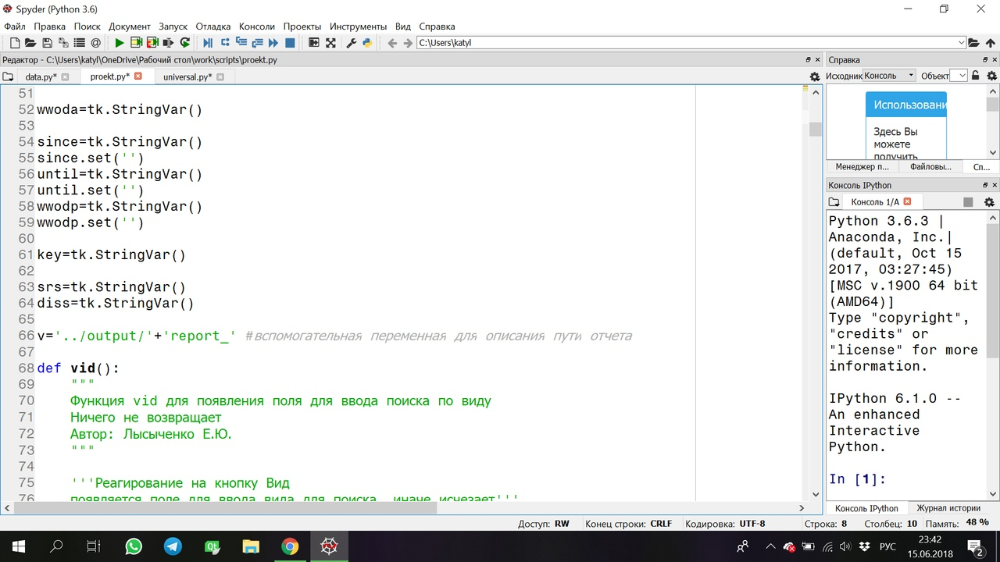 Spyder (Python 3.6)
Файл Правка Поиск Документ Запуск Отладка Консоли Проекты Инструменты Вид Справка
C:\Users\katyl
Редактор - C:\Users\katyl\OneDrive\Рабочий стол\work\scripts\proekt.py
data.py* proekt.py* universal.py*
51
52 wwoda=tk.StringVar()
53
54 since=tk.StringVar()
55 since.set('')
56 until=tk.StringVar()
57 until.set('')
58 wwodp=tk.StringVar()
59 wwodp.set('')
60
61 key=tk.StringVar()
62
63 srs=tk.StringVar()
64 diss=tk.StringVar()
65
66 v='../output/'+'report_' #вспомогательная переменная для описания пути отчета
67
68 def vid():
69 """
70 Функция vid для появления поля для ввода поиска по виду
71 Ничего не возвращает
72 Автор: Лысыченко Е.Ю.
73 """
74
75 '''Реагирование на кнопку Вид
76 появляется поле для ввода вида для поиска, иначе исчезает'''
Справка
Исходник Консоль Объект
Использовани
Здесь Вы
можете
получить
Менеджер п... Файловы... Сп...
Консоль IPython
Консоль 1/A
Python 3.6.3 |
Anaconda, Inc.|
(default, Oct 15
2017, 03:27:45)
[MSC v.1900 64 bit
(AMD64)]
Type "copyright",
"credits" or
"license" for more
information.
IPython 6.1.0 --
An enhanced
Interactive
Python.
In [1]:
Консоль IPython Журнал истории
Доступ: RW Конец строки: CRLF Кодировка: UTF-8 Строка: 8 Столбец: 10 Память: 48 %
РУС
23:42
15.06.2018
2